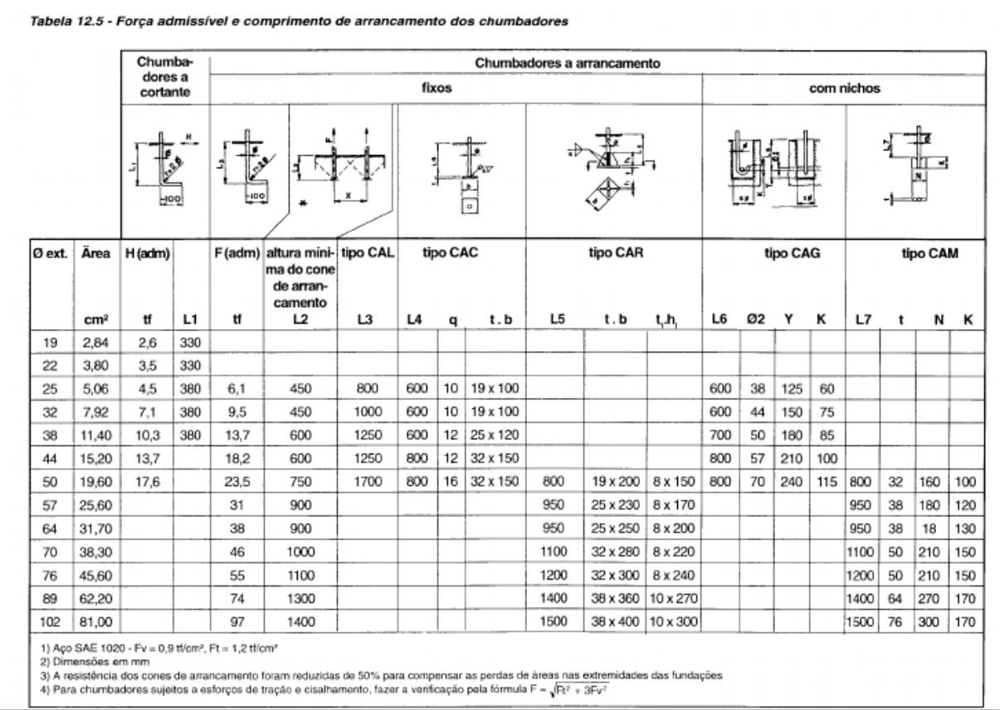 Tabela 12.5 - Força admissível e comprimento de arrancamento dos chumbadores
Chumba-
dores a
cortante
Chumbadores a arrancamento
fixos
com nichos
H
Ø
L1
100
L3
Ø
100
F
L2
X
*
Ø ext. Área H (adm) F (adm) altura míni- tipo CAL tipo CAC tipo CAR tipo CAG tipo CAM
ma do cone
de arran-
camento
cm² tf L1 tf L2 L3 L4 q t . b L5 t . b t₁.h₁ L6 Ø2 Y K L7 t N K
19 2,84 2,6 330
22 3,80 3,5 330
25 5,06 4,5 380 6,1 450 800 600 10 19 x 100 600 38 125 60
32 7,92 7,1 380 9,5 450 1000 600 10 19 x 100 600 44 150 75
38 11,40 10,3 380 13,7 600 1250 600 12 25 x 120 700 50 180 85
44 15,20 13,7 18,2 600 1250 800 12 32 x 150 800 57 210 100
50 19,60 17,6 23,5 750 1700 800 16 32 x 150 800 19 x 200 8 x 150 800 70 240 115 800 32 160 100
57 25,60 31 900 950 25 x 230 8 x 170 950 38 180 120
64 31,70 38 900 950 25 x 250 8 x 200 950 38 18 130
70 38,30 46 1000 1100 32 x 280 8 x 220 1100 50 210 150
76 45,60 55 1100 1200 32 x 300 8 x 240 1200 50 210 150
89 62,20 74 1300 1400 38 x 360 10 x 270 1400 64 270 170
102 81,00 97 1400 1500 38 x 400 10 x 300 1500 76 300 170
1) Aço SAE 1020 - Fv = 0,9 tf/cm², Ft = 1,2 tf/cm²
2) Dimensões em mm
3) A resistência dos cones de arrancamento foram reduzidas de 50% para compensar as perdas de áreas nas extremidades das fundações
4) Para chumbadores sujeitos a esforços de tração e cisalhamento, fazer a verificação pela fórmula F = √Ft² + 3Fv²